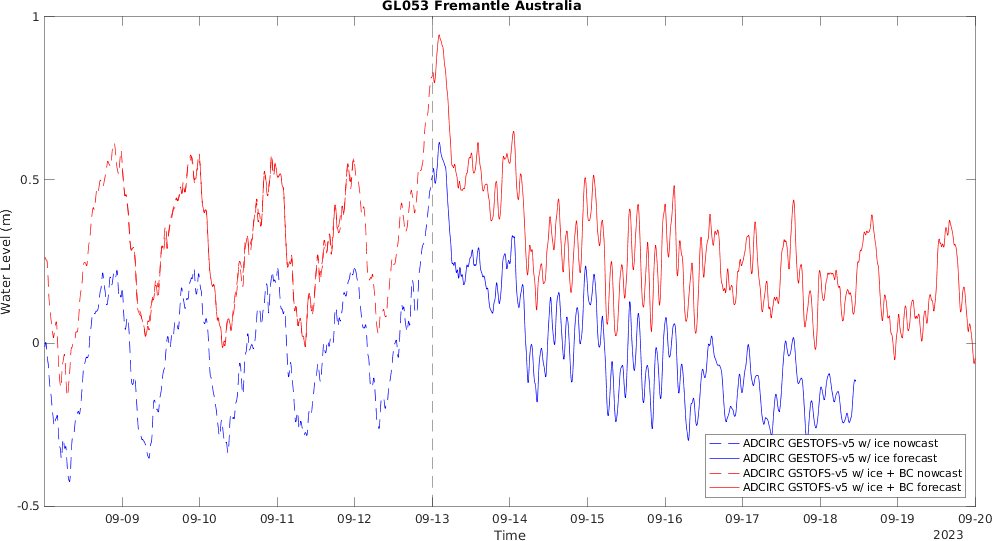 GL053 Fremantle Australia
1
0.5
0
-0.5
Water Level (m)
ADCIRC GESTOFS-v5 w/ ice nowcast
ADCIRC GESTOFS-v5 w/ ice forecast
ADCIRC GSTOFS-v5 w/ ice + BC nowcast
ADCIRC GSTOFS-v5 w/ ice + BC forecast
09-09 09-10 09-11 09-12 09-13 09-14 09-15 09-16 09-17 09-18 09-19 09-20
Time
2023